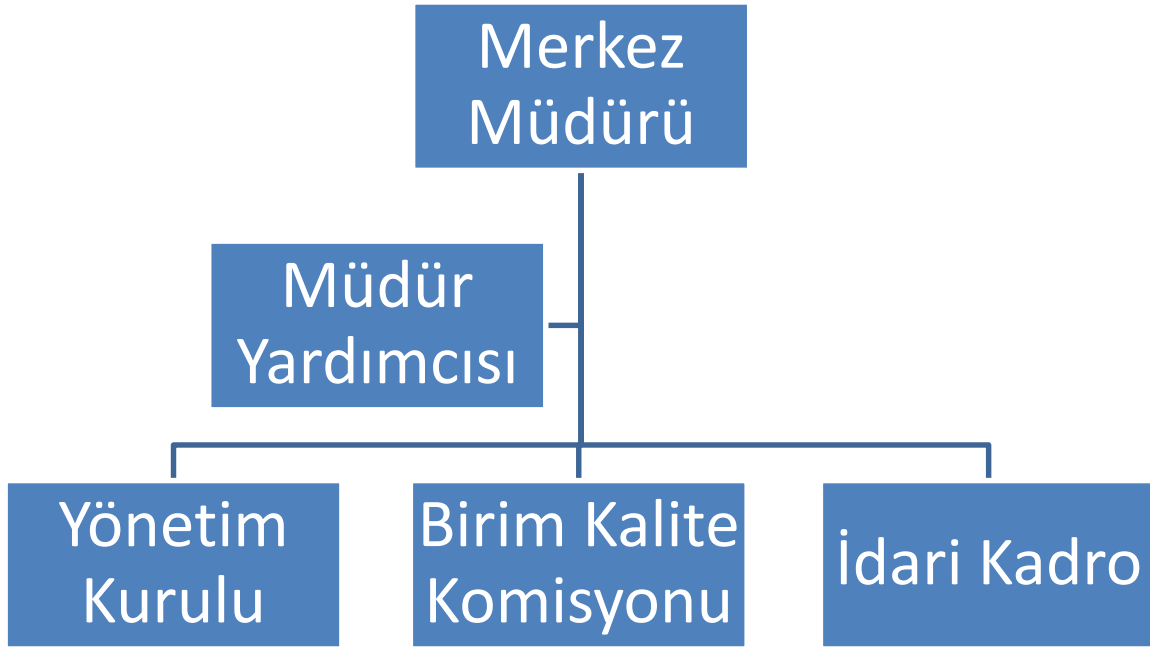 Merkez
Müdürü
Müdür
Yardımcısı
Yönetim
Kurulu
Birim Kalite
Komisyonu
İdari Kadro